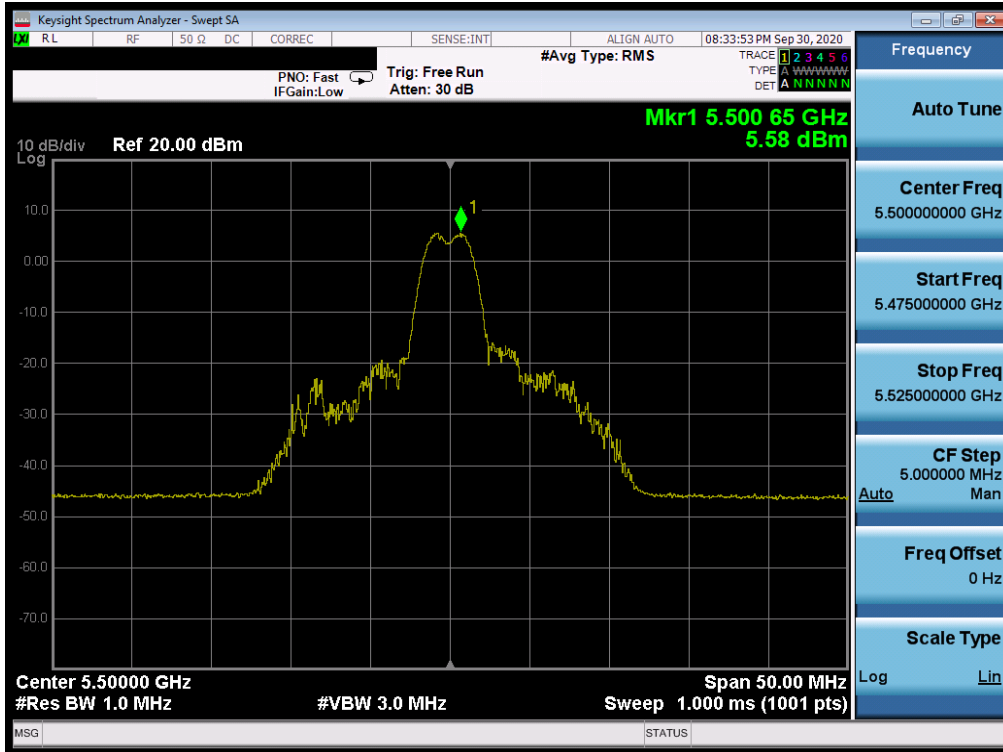 Keysight Spectrum Analyzer - Swept SA
LXI RL RF 50 Ω DC CORREC SENSE:INT ALIGN AUTO 08:33:53 PM Sep 30, 2020
PNO: Fast
IFGain:Low
Trig: Free Run
Atten: 30 dB
#Avg Type: RMS
TRACE 1 2 3 4 5 6
TYPE A WWWWW
DET A N N N N N
Mkr1 5.500 65 GHz
5.58 dBm
10 dB/div Ref 20.00 dBm
Log
1
10.0
0.00
-10.0
-20.0
-30.0
-40.0
-50.0
-60.0
-70.0
Center 5.50000 GHz Span 50.00 MHz
#Res BW 1.0 MHz #VBW 3.0 MHz Sweep 1.000 ms (1001 pts)
MSG STATUS
Frequency
Auto Tune
Center Freq
5.500000000 GHz
Start Freq
5.475000000 GHz
Stop Freq
5.525000000 GHz
CF Step
5.000000 MHz
Auto Man
Freq Offset
0 Hz
Scale Type
Log Lin